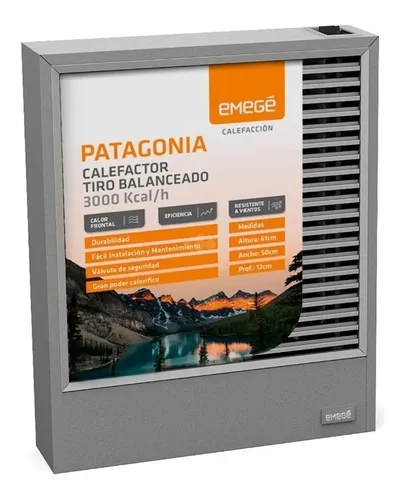 emegé
CALEFACCIÓN
PATAGONIA
CALEFACTOR
TIRO BALANCEADO
3000 Kcal/h
CALOR
FRONTAL
EFICIENCIA
RESISTENTE
A VIENTOS
Durabilidad
Fácil Instalación y Mantenimiento
Válvula de seguridad
Gran poder calorífico
Medidas
Altura: 61cm
Ancho: 50cm
Prof.: 17cm
emegé